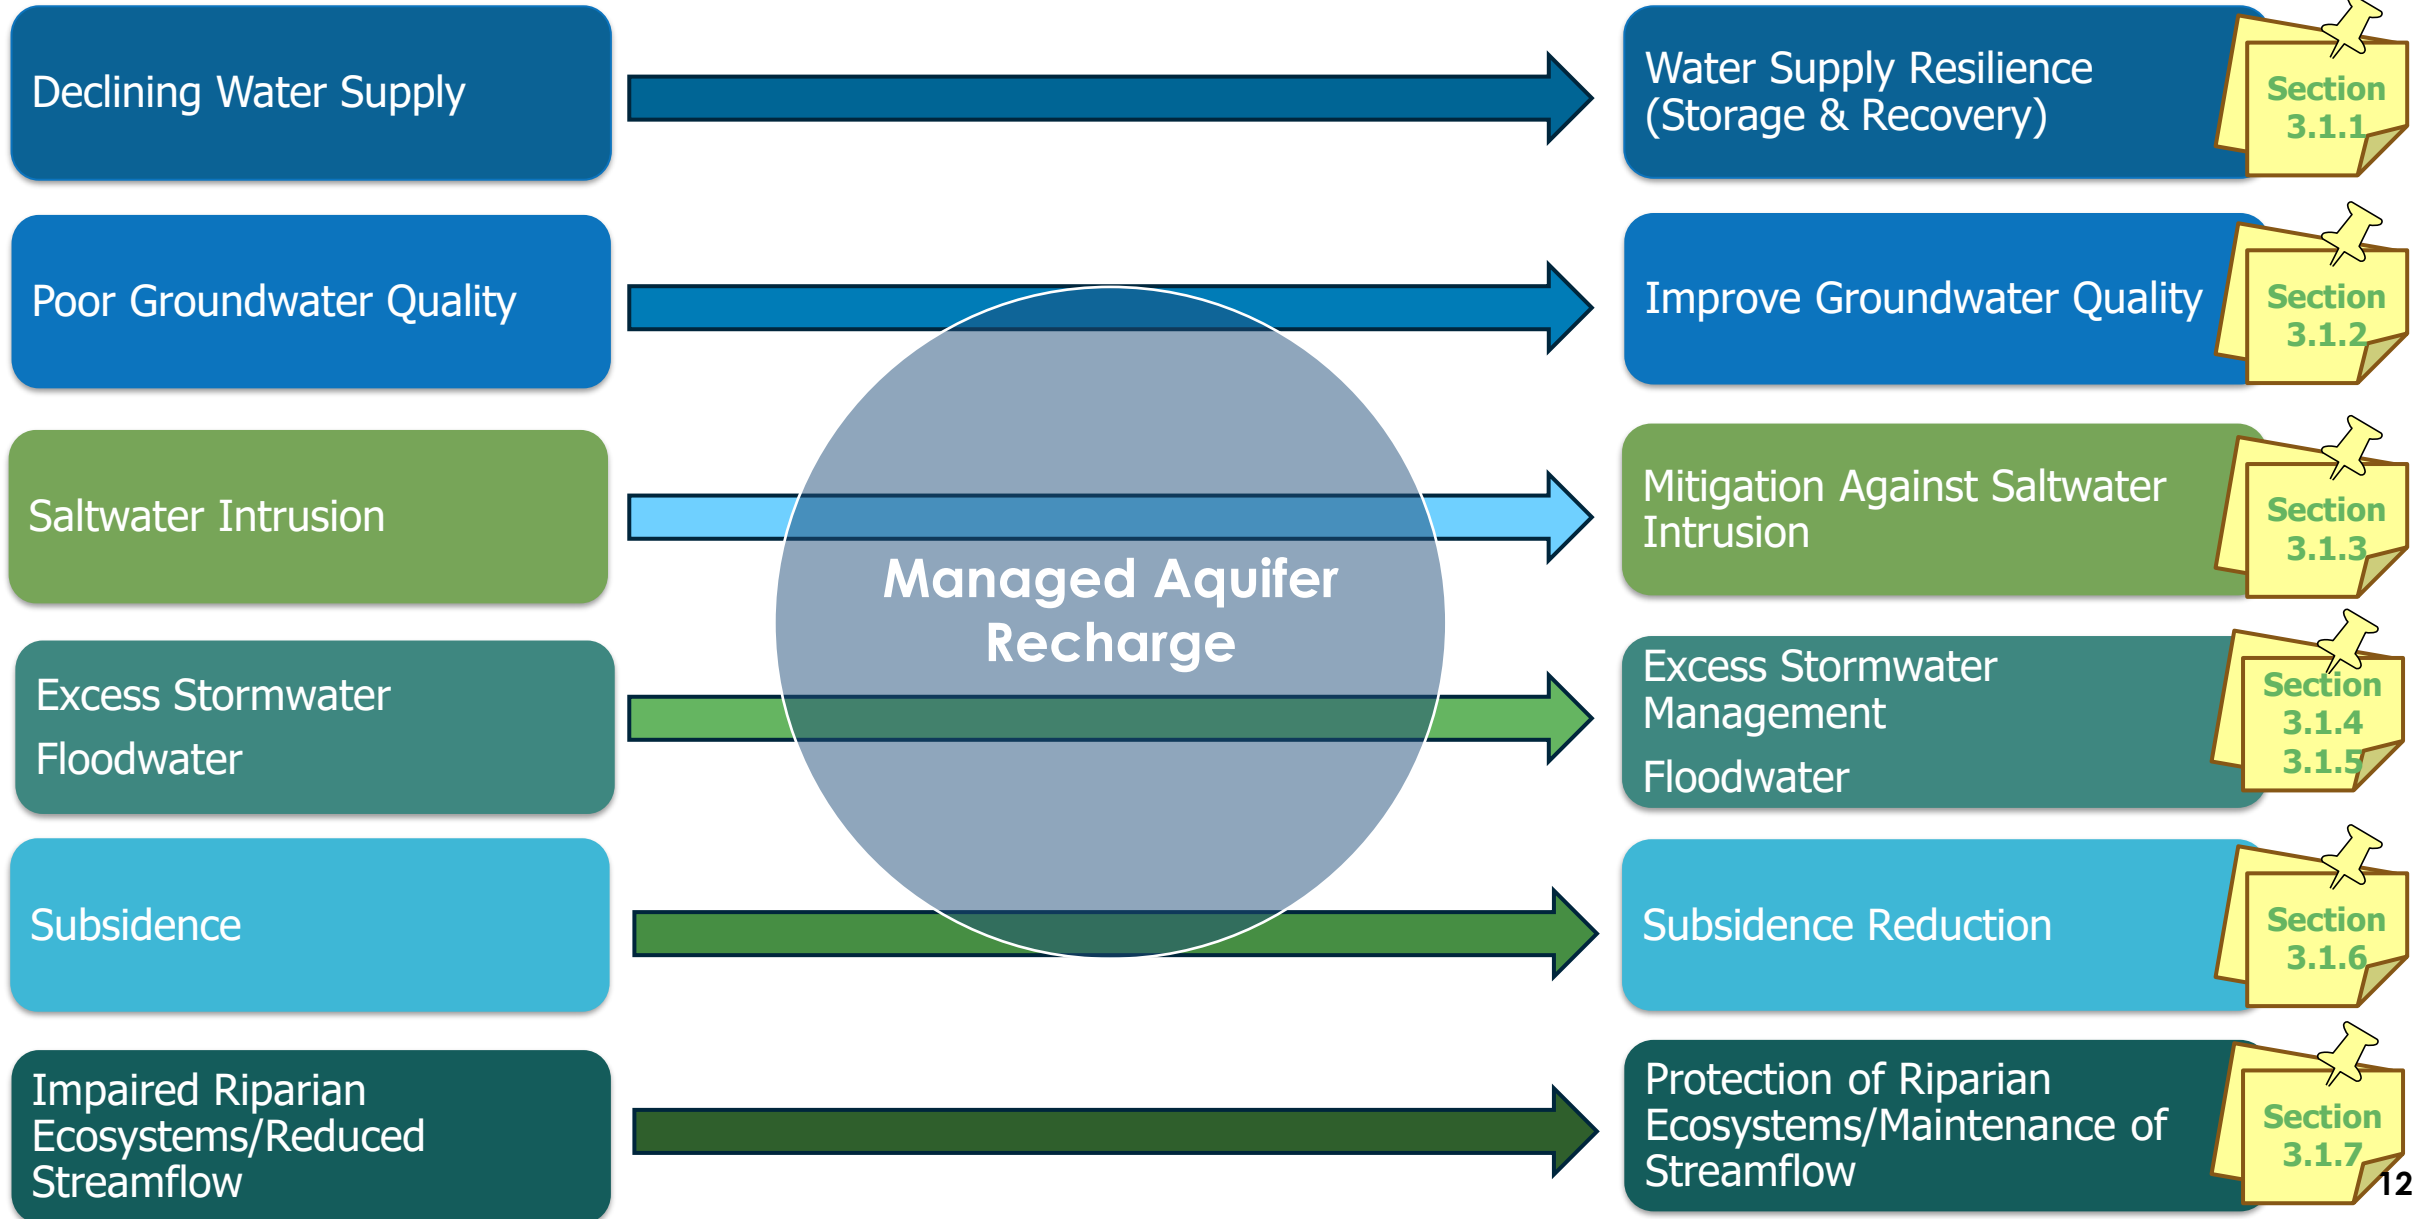 Declining Water Supply
Water Supply Resilience
(Storage & Recovery)
Section
3.1.1
Poor Groundwater Quality
Improve Groundwater Quality
Section
3.1.2
Saltwater Intrusion
Mitigation Against Saltwater
Intrusion
Section
3.1.3
Managed Aquifer
Recharge
Excess Stormwater
Floodwater
Excess Stormwater
Management
Floodwater
Section
3.1.4
3.1.5
Subsidence
Subsidence Reduction
Section
3.1.6
Impaired Riparian
Ecosystems/Reduced
Streamflow
Protection of Riparian
Ecosystems/Maintenance of
Streamflow
Section
3.1.7
12